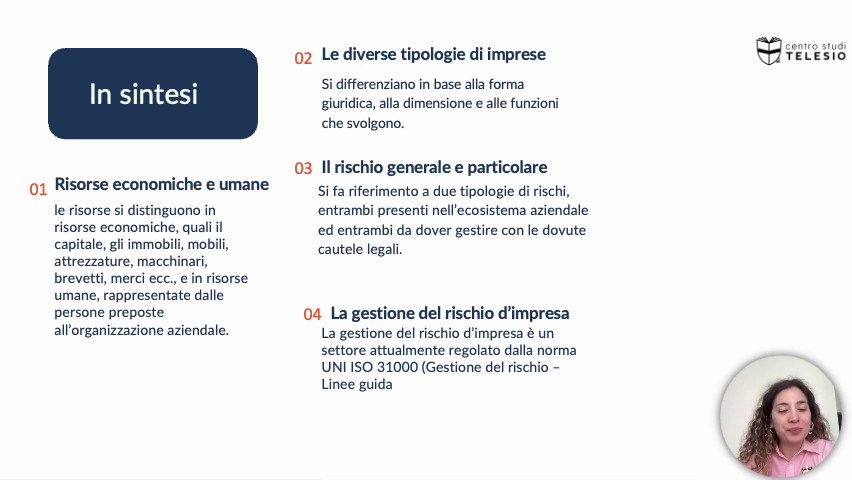 In sintesi
01 Risorse economiche e umane
le risorse si distinguono in
risorse economiche, quali il
capitale, gli immobili, mobili,
attrezzature, macchinari,
brevetti, merci ecc., e in risorse
umane, rappresentate dalle
persone preposte
all'organizzazione aziendale.
02 Le diverse tipologie di imprese
Si differenziano in base alla forma
giuridica, alla dimensione e alle funzioni
che svolgono.
03 Il rischio generale e particolare
Si fa riferimento a due tipologie di rischi,
entrambi presenti nell'ecosistema aziendale
ed entrambi da dover gestire con le dovute
cautele legali.
04 La gestione del rischio d'impresa
La gestione del rischio d'impresa è un
settore attualmente regolato dalla norma
UNI ISO 31000 (Gestione del rischio –
Linee guida
centro studi
TELESIO